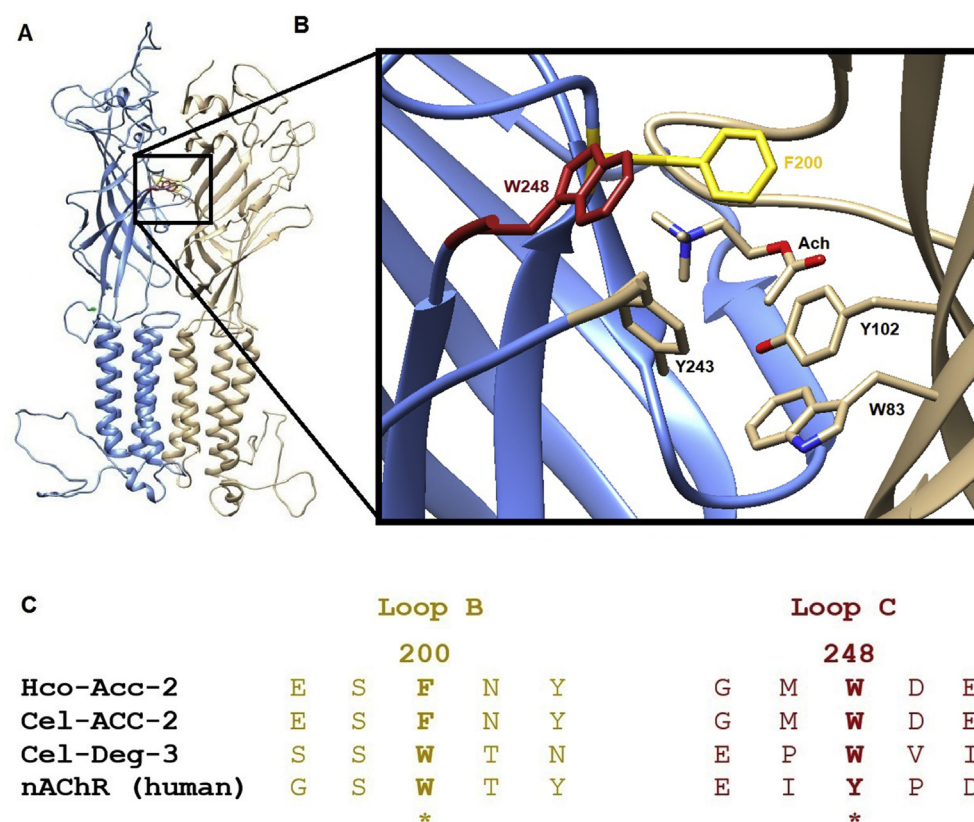 A
B
W248
F200
Ach
Y102
Y243
W83
C
Loop B Loop C
200 248
Hco-Acc-2 E S F N Y G M W D E
Cel-ACC-2 E S F N Y G M W D E
Cel-Deg-3 S S W T N E P W V
nAChR (human) G S W T Y E I Y P D
* *